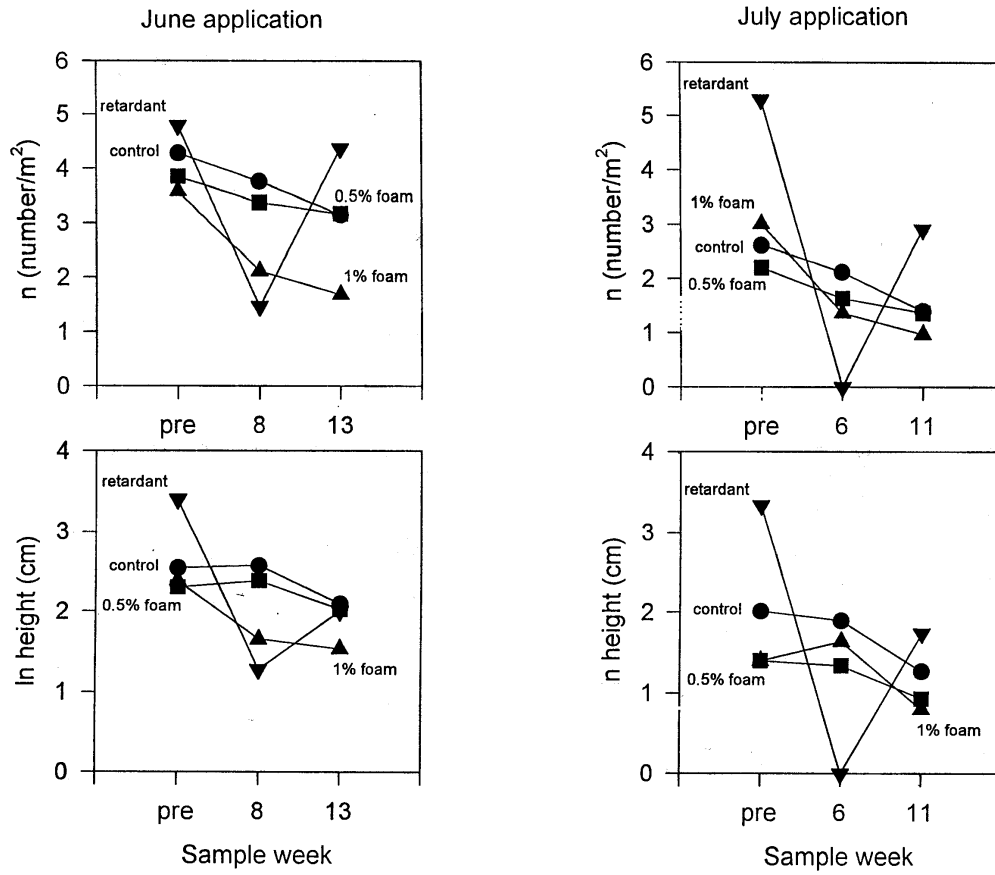 June application
6
5
4
3
2
1
0
n (number/m²)
retardant
control
0.5% foam
1% foam
pre 8 13
July application
6
5
4
3
2
1
0
n (number/m²)
retardant
1% foam
control
0.5% foam
pre 6 11
4
3
2
1
0
ln height (cm)
retardant
control
0.5% foam
1% foam
pre 8 13
Sample week
4
3
2
1
0
n height (cm)
retardant
control
0.5% foam
1% foam
pre 6 11
Sample week